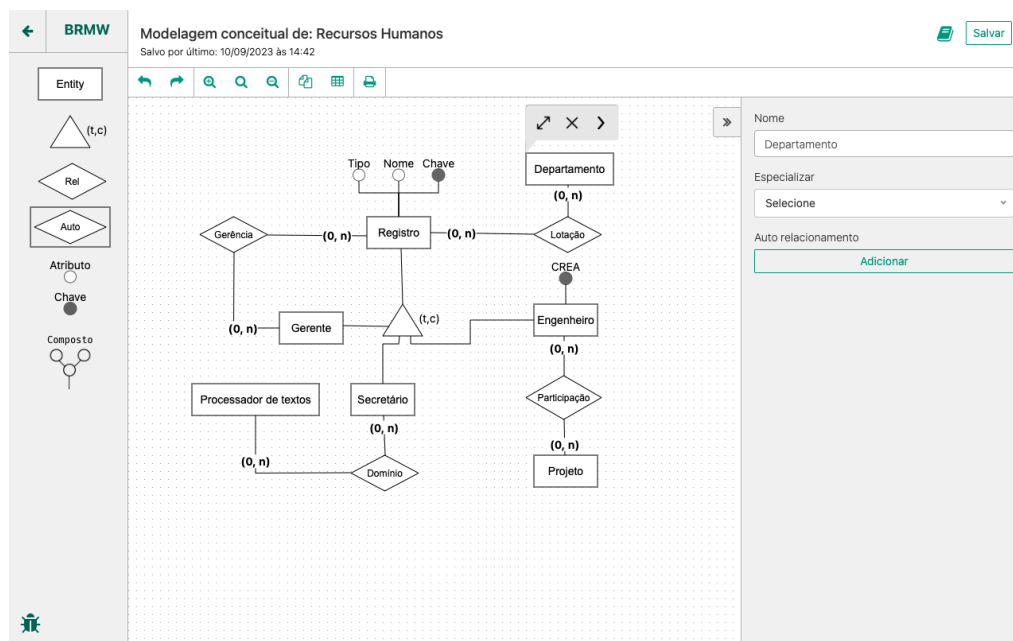 BRMW
Modelagem conceitual de: Recursos Humanos
Salvo por último: 10/09/2023 às 14:42
Salvar
Entity
(t,c)
Rel
Auto
Atributo
Chave
Composto
Tipo Nome Chave
Registro
Gerência
(0, n)
(0, n)
Departamento
(0, n)
Lotação
CREA
(0, n)
Gerente
(t,c)
Engenheiro
(0, n)
Processador de textos
Secretário
Participação
(0, n)
(0, n)
(0, n)
Domínio
Projeto
Nome
Departamento
Especializar
Selecione
Auto relacionamento
Adicionar